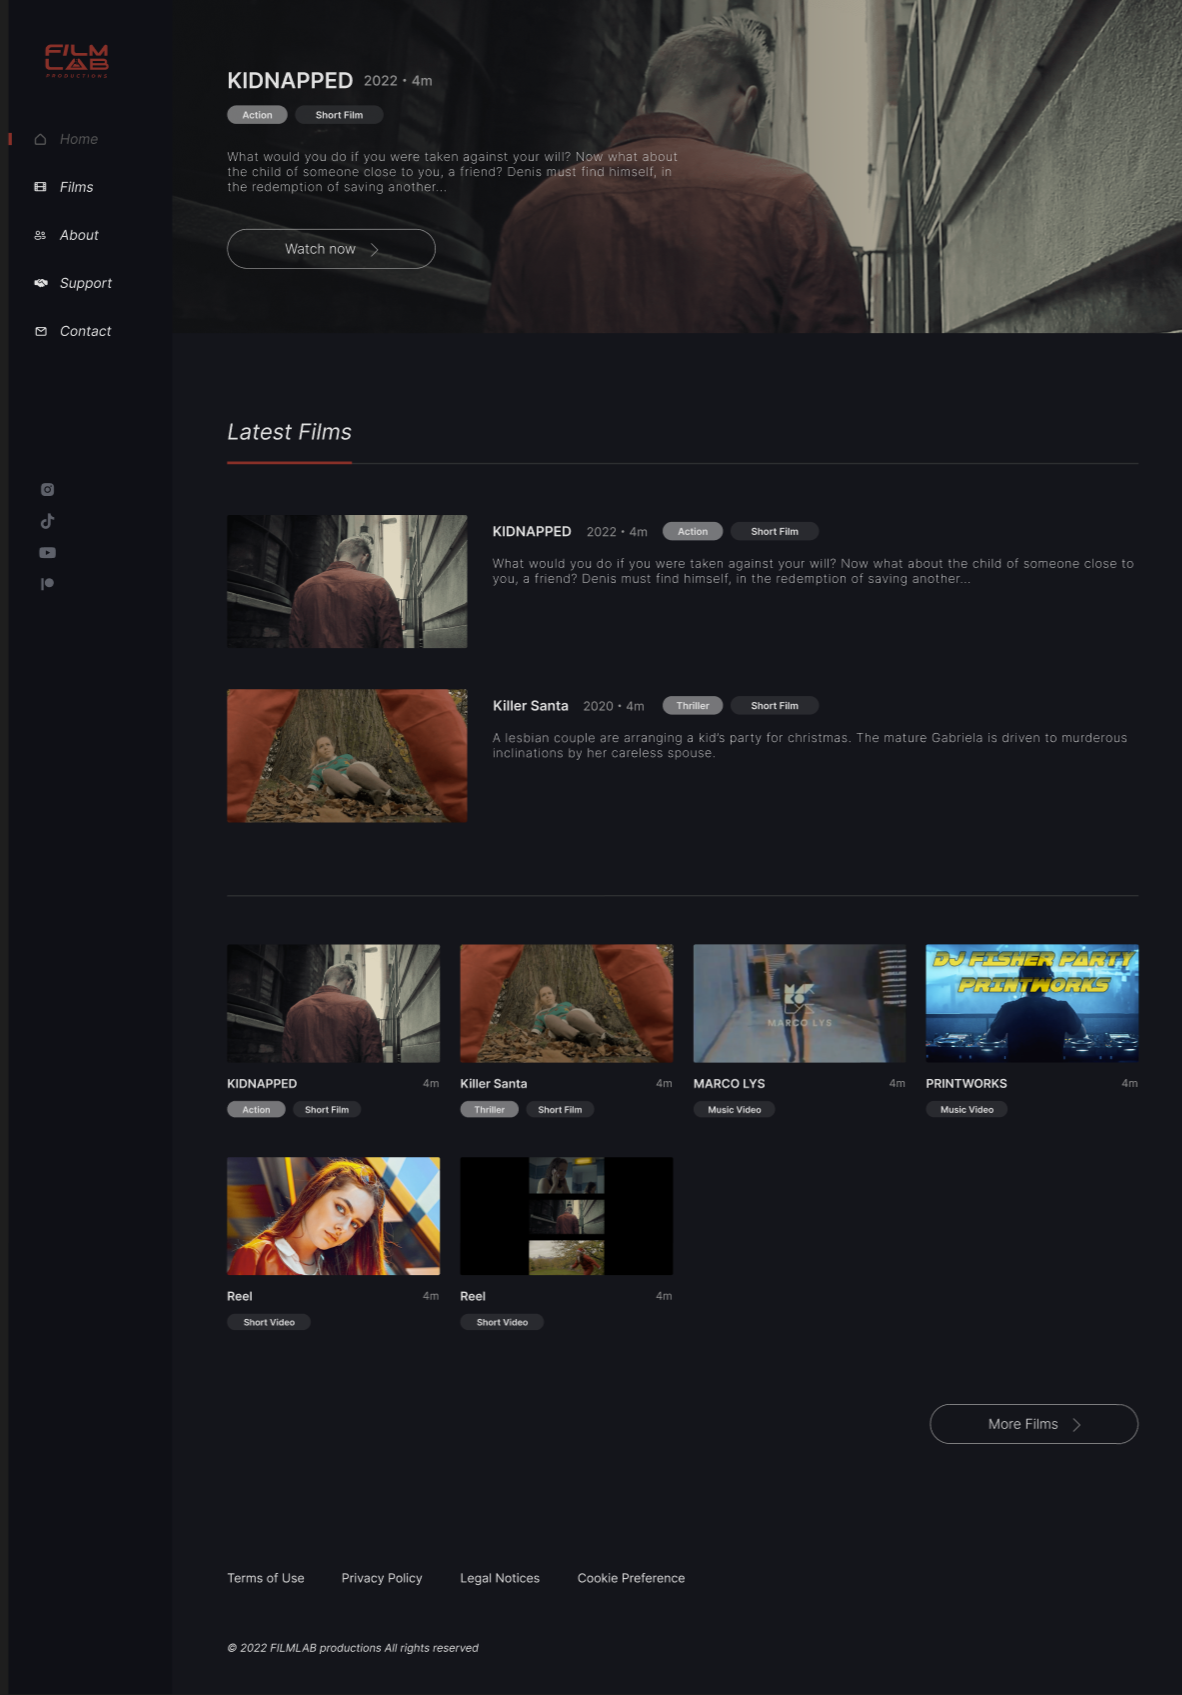 FILM
LAB
PRODUCTIONS
Home
Films
About
Support
Contact
KIDNAPPED 2022 • 4m
Action Short Film
What would you do if you were taken against your will? Now what about
the child of someone close to you, a friend? Denis must find himself, in
the redemption of saving another...
Watch now
Latest Films
KIDNAPPED 2022 • 4m Action Short Film
What would you do if you were taken against your will? Now what about the child of someone close to
you, a friend? Denis must find himself, in the redemption of saving another...
Killer Santa 2020 • 4m Thriller Short Film
A lesbian couple are arranging a kid's party for christmas. The mature Gabriela is driven to murderous
inclinations by her careless spouse.
MAR
KO
LYS
MARCO LYS
DJ FISHER PARTY
PRINTWORKS
KIDNAPPED 4m
Action Short Film
Killer Santa 4m
Thriller Short Film
MARCO LYS 4m
Music Video
PRINTWORKS 4m
Music Video
Reel 4m
Short Video
Reel 4m
Short Video
More Films
Terms of Use Privacy Policy Legal Notices Cookie Preference
© 2022 FILMLAB productions All rights reserved